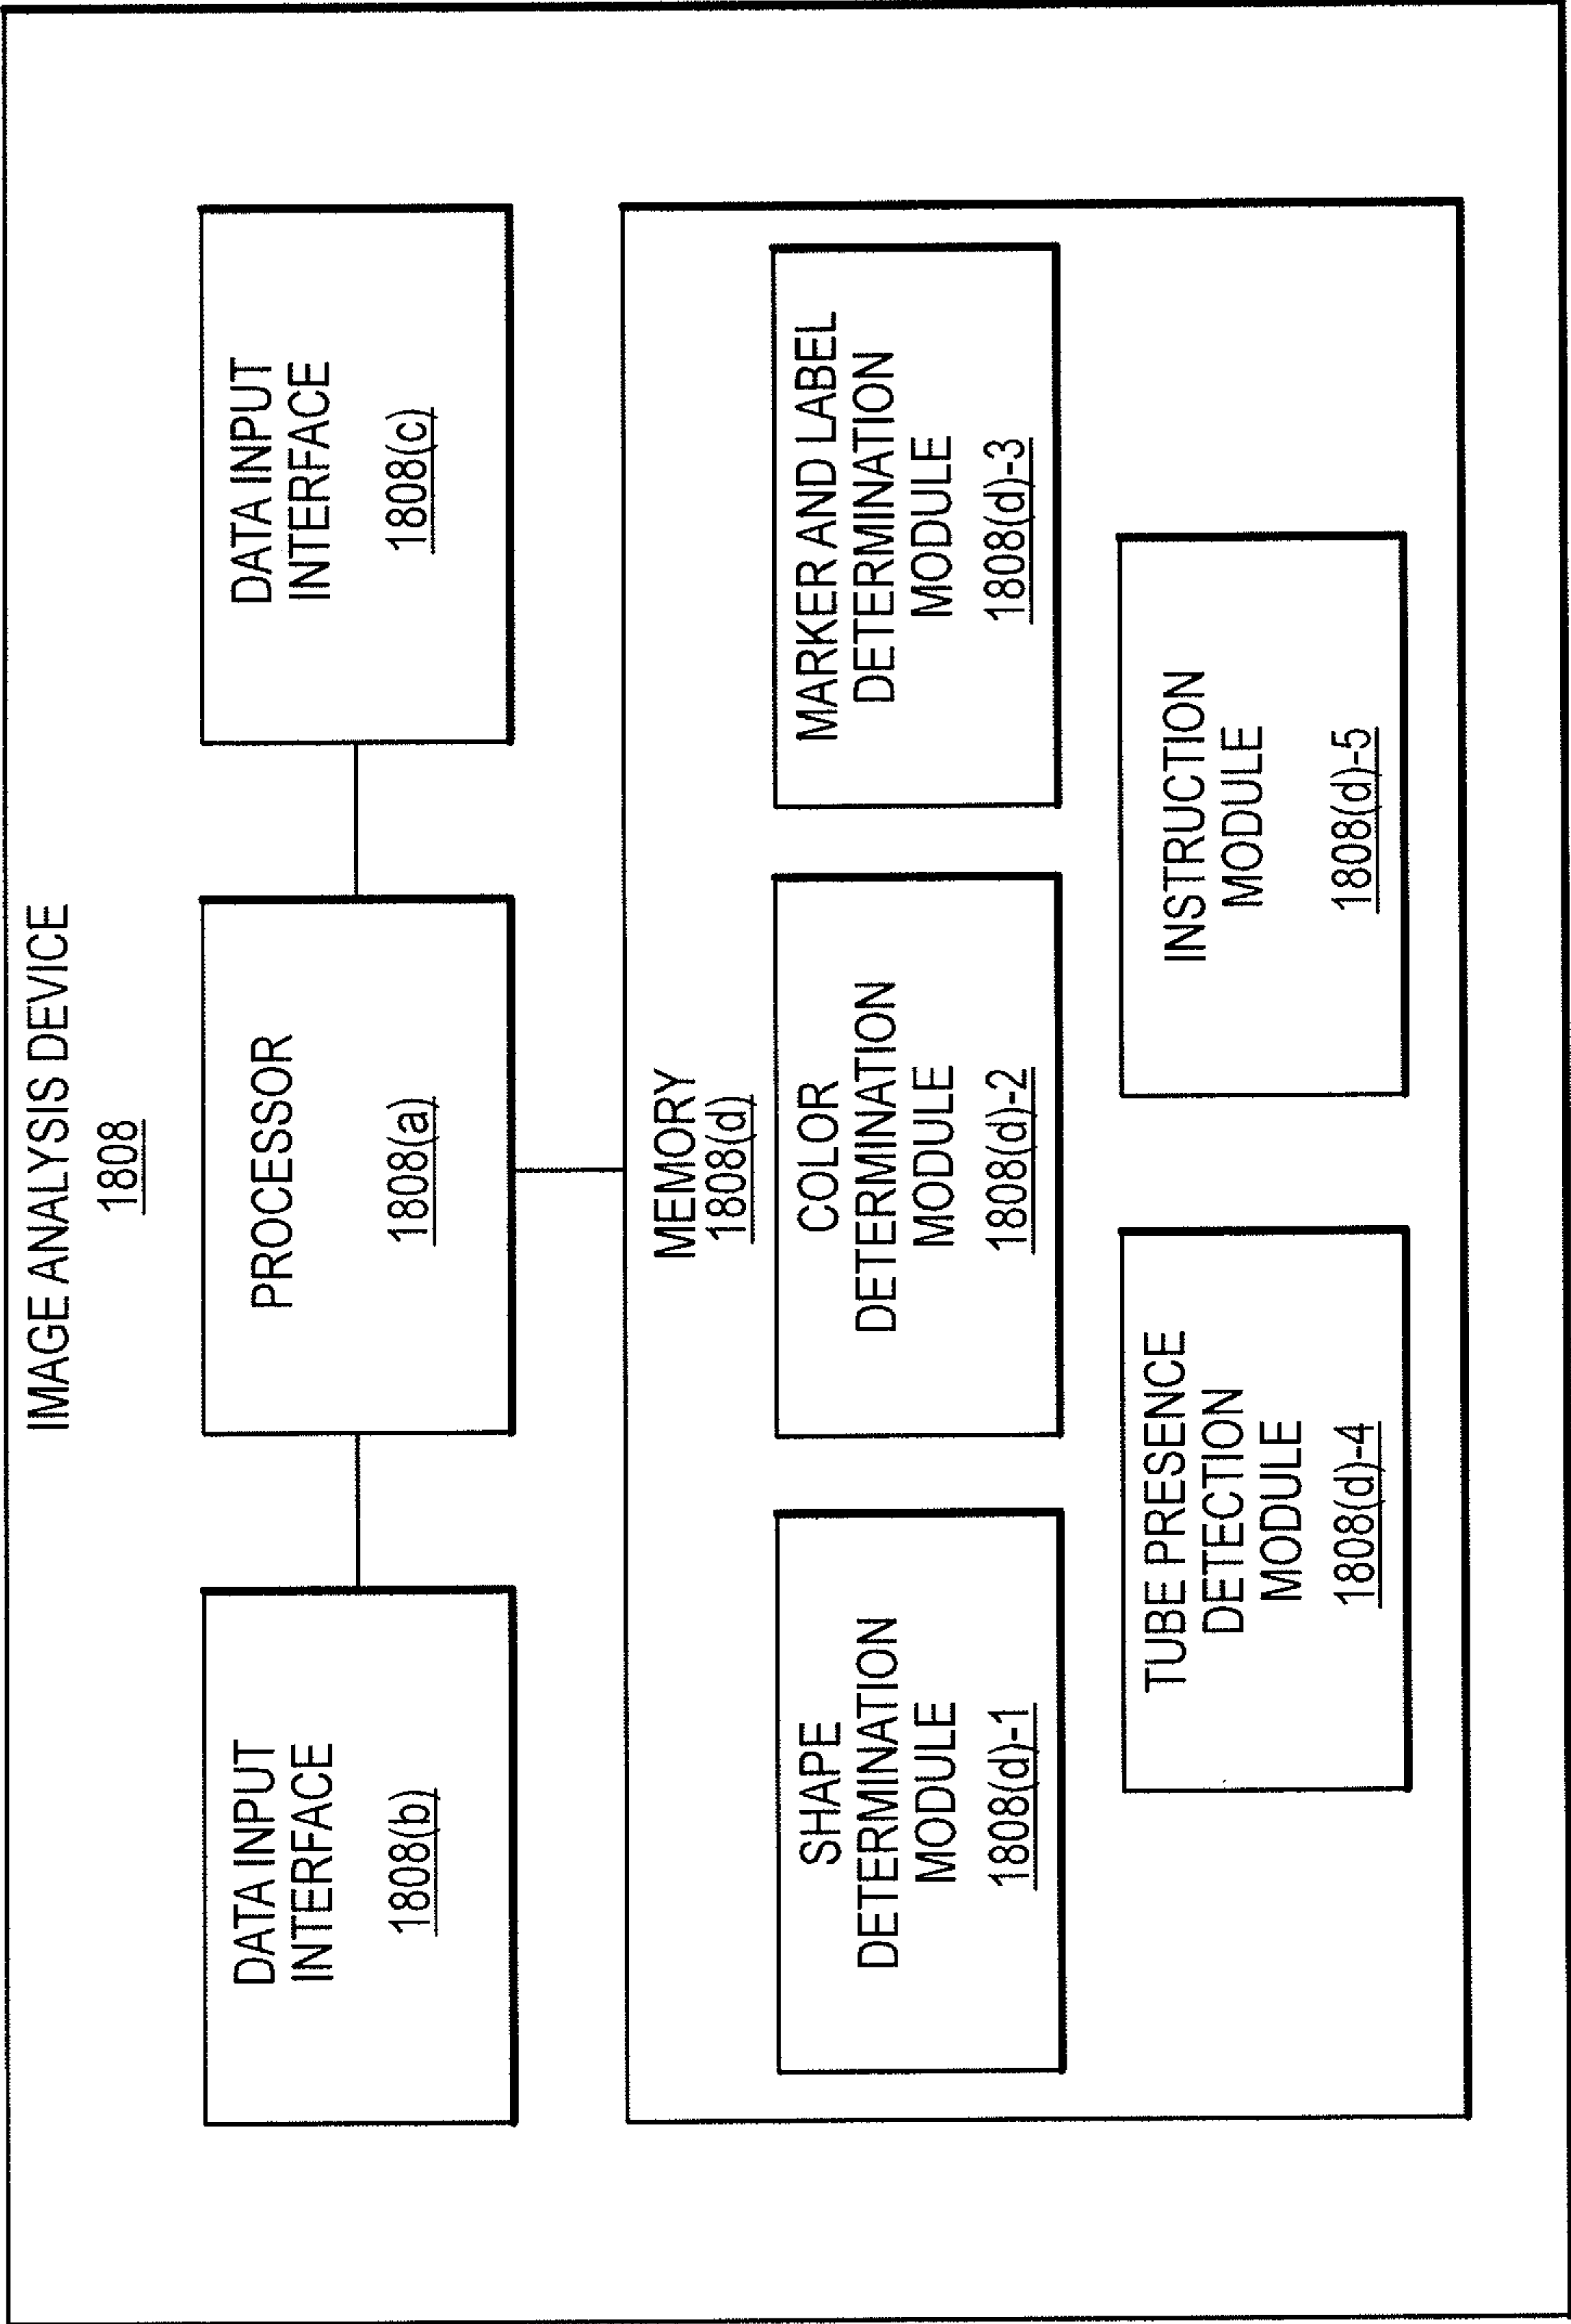 IMAGE ANALYSIS DEVICE
1808
DATA INPUT
INTERFACE
1808(b)
PROCESSOR
1808(a)
DATA INPUT
INTERFACE
1808(c)
MEMORY
1808(d)
SHAPE
DETERMINATION
MODULE
1808(d)-1
COLOR
DETERMINATION
MODULE
1808(d)-2
MARKER AND LABEL
DETERMINATION
MODULE
1808(d)-3
TUBE PRESENCE
DETECTION
MODULE
1808(d)-4
INSTRUCTION
MODULE
1808(d)-5